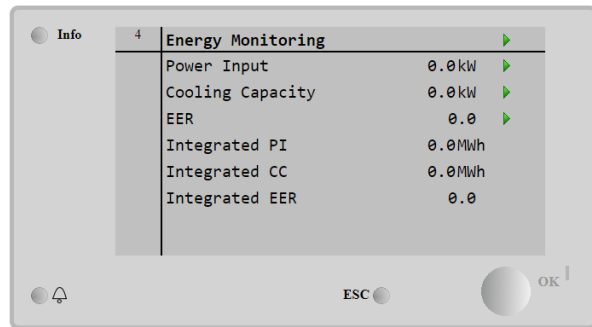 Info
4 Energy Monitoring
Power Input 0.0kW
Cooling Capacity 0.0kW
EER 0.0
Integrated PI 0.0MWh
Integrated CC 0.0MWh
Integrated EER 0.0
ESC
OK